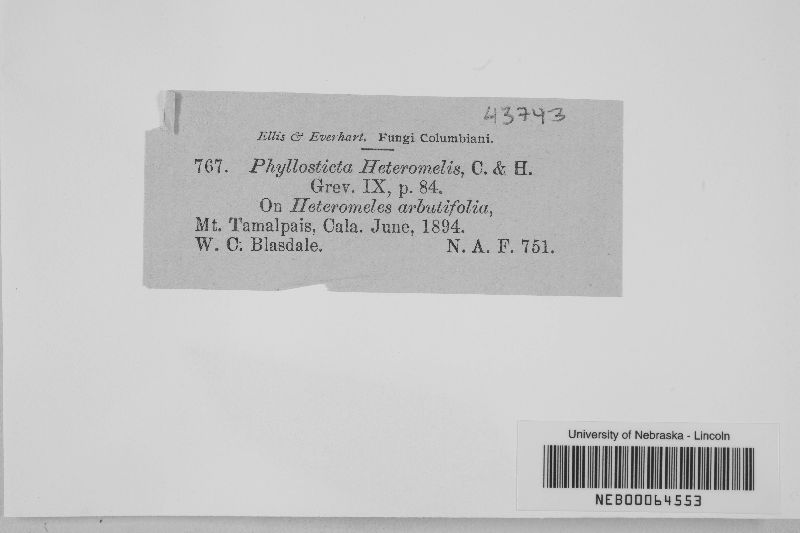 43743
Ellis & Everhart. Fungi Columbiani.
767. Phyllosticta Heteromelis, C. & H.
Grev. IX, p. 84.
On Heteromeles arbutifolia,
Mt. Tamalpais, Cala. June, 1894.
W. C. Blasdale. N. A. F. 751.
University of Nebraska - Lincoln
NEB00064553